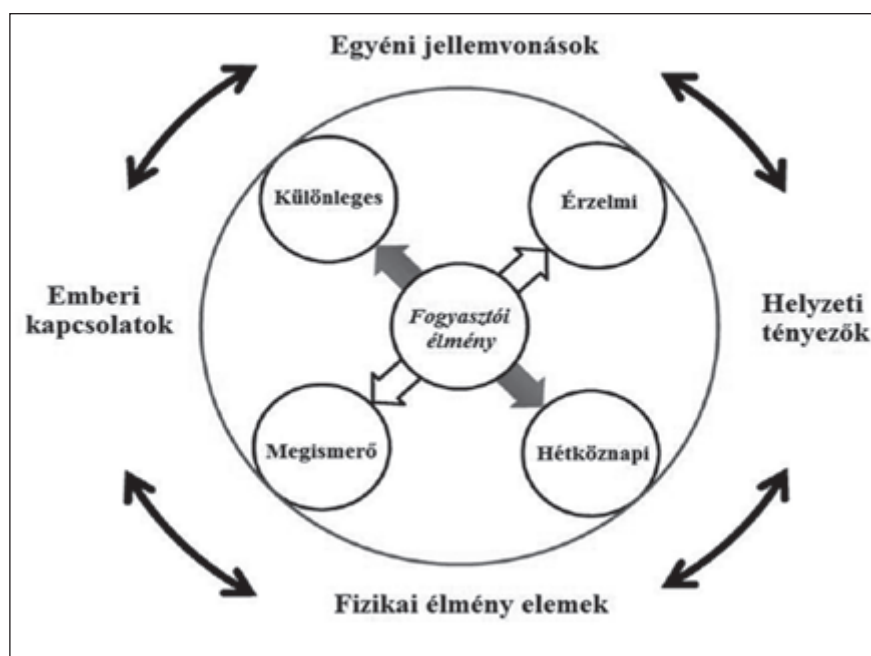 Egyéni jellemvonások
Különleges
Érzelmi
Emberi
kapcsolatok
Fogyasztói
élmény
Helyzeti
tényezők
Megismerő
Hétköznapi
Fizikai élmény elemek